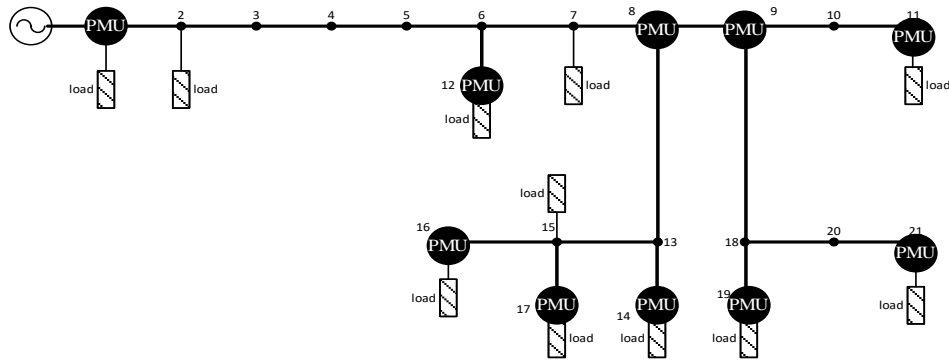 2 3 4 5 6 7 8 9 10 11
PMU PMU PMU PMU
load load 12 PMU load load
load
load
16 15 13 18 20 21
PMU PMU
load 17 PMU load 14 PMU load 19 PMU load load